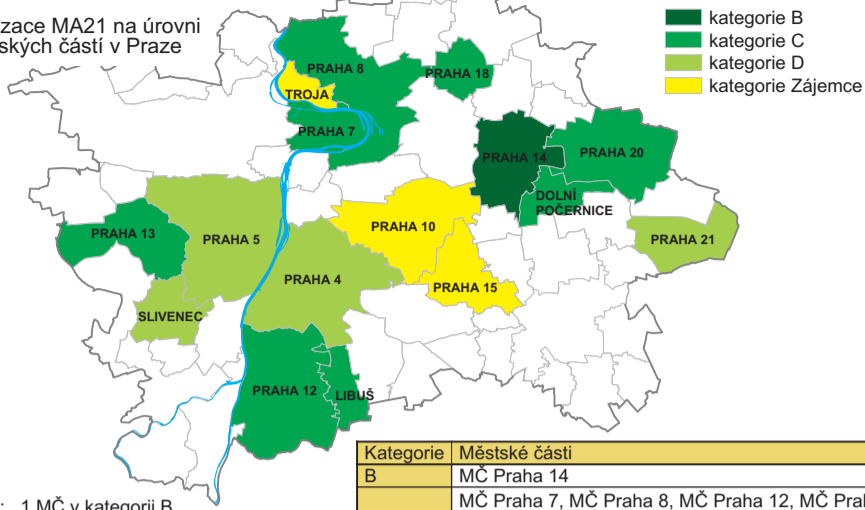 zace MA21 na úrovni
ských částí v Praze
kategorie B
kategorie C
kategorie D
kategorie Zájemce
PRAHA 8
PRAHA 18
TROJA
PRAHA 7
PRAHA 14
PRAHA 20
DOLNÍ
POČERNICE
PRAHA 13
PRAHA 5
PRAHA 10
PRAHA 21
PRAHA 4
PRAHA 15
SLIVENEC
PRAHA 12
LIBUŠ
Kategorie Městské části
B MČ Praha 14
MČ Praha 7, MČ Praha 8, MČ Praha 12, MČ Pral
: 1 MČ v kategorii B